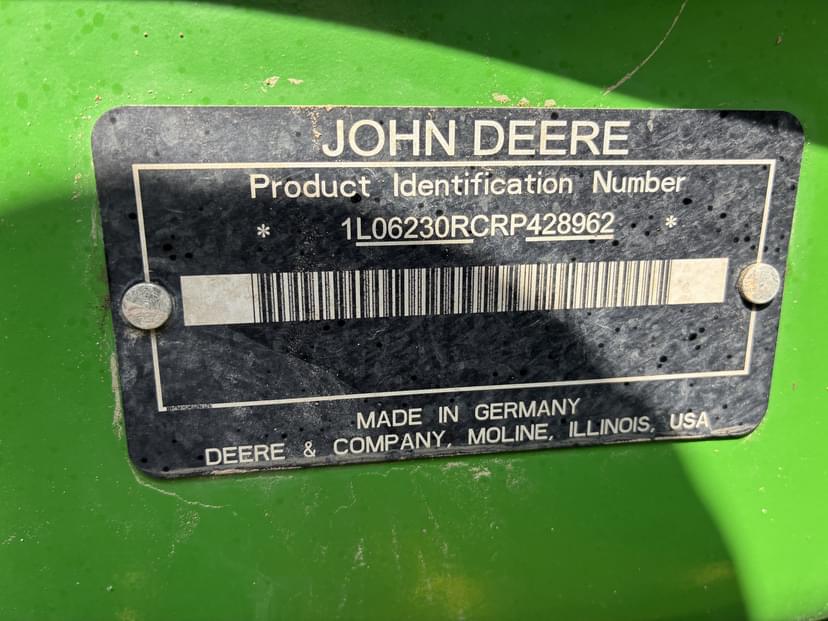 JOHN DEERE
Product Identification Number
* 1L06230RCRP428962 *
MADE IN GERMANY
DEERE & COMPANY, MOLINE, ILLINOIS, USA